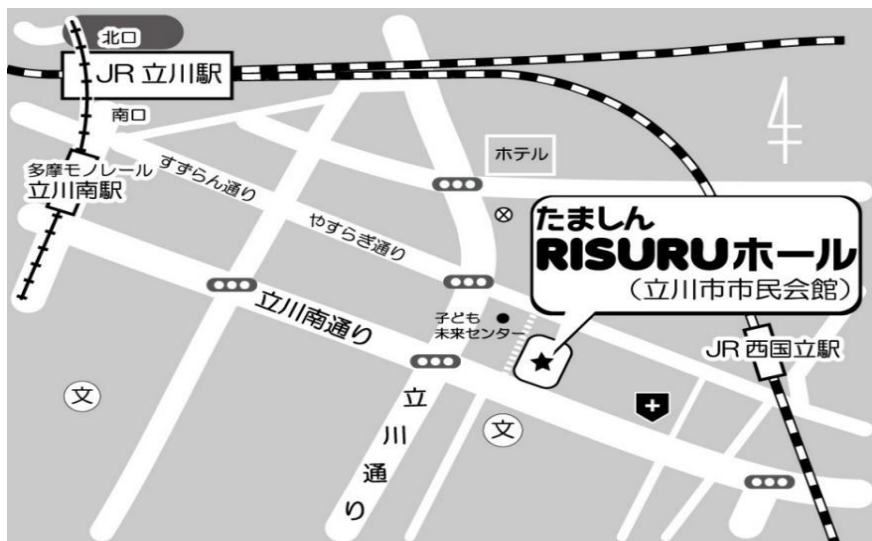 北口
JR 立川駅
南口
多摩モノレール
立川南駅
すずらん通り
やすらぎ通り
ホテル
たましん
RISURUホール
(立川市市民会館)
立川南通り
子ども
未来センター
JR 西国立駅
文
立川通り
文